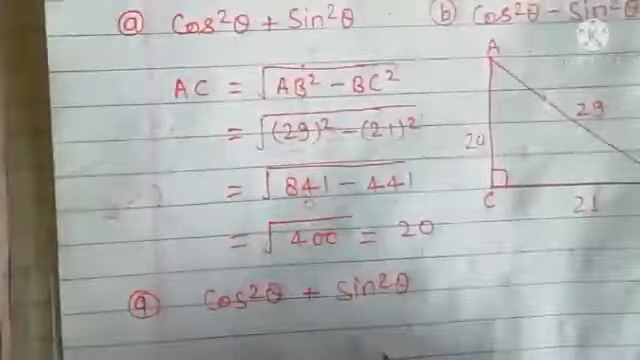 ⓐ Cos²θ + Sin²θ ⓑ Cos²θ - Sin²θ
AC = √AB² - BC²
= √(29)² - (21)²
= √841 - 441
= √400 = 20
ⓐ Cos²θ + Sin²θ
A
29
20
C
21